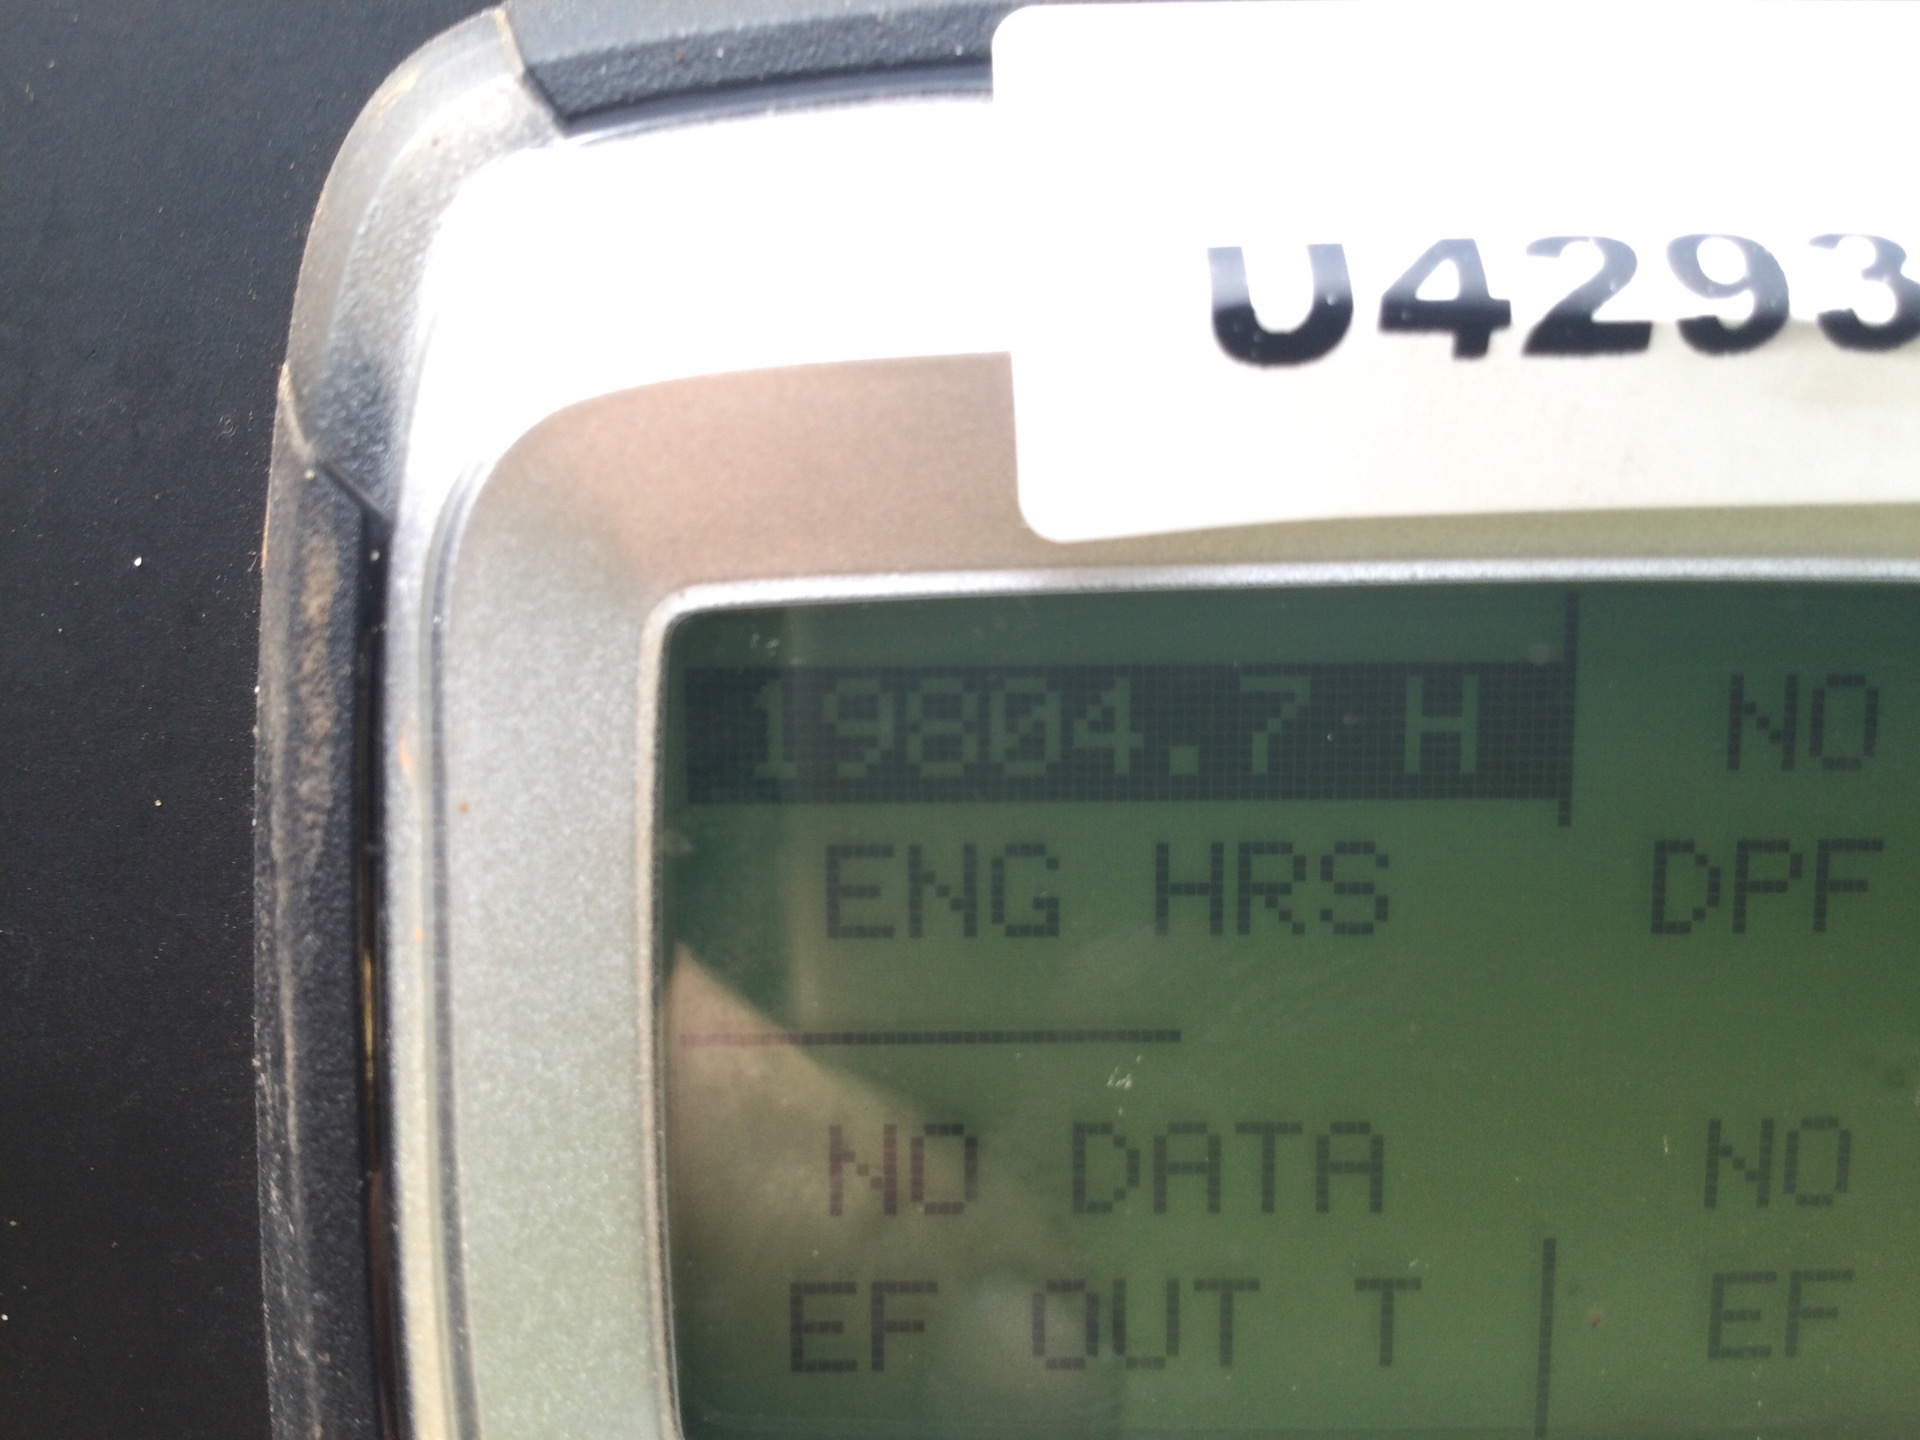 U4293
19804.7 H
NO
ENG HRS
DPF
NO DATA
NO
EF OUT T
EF